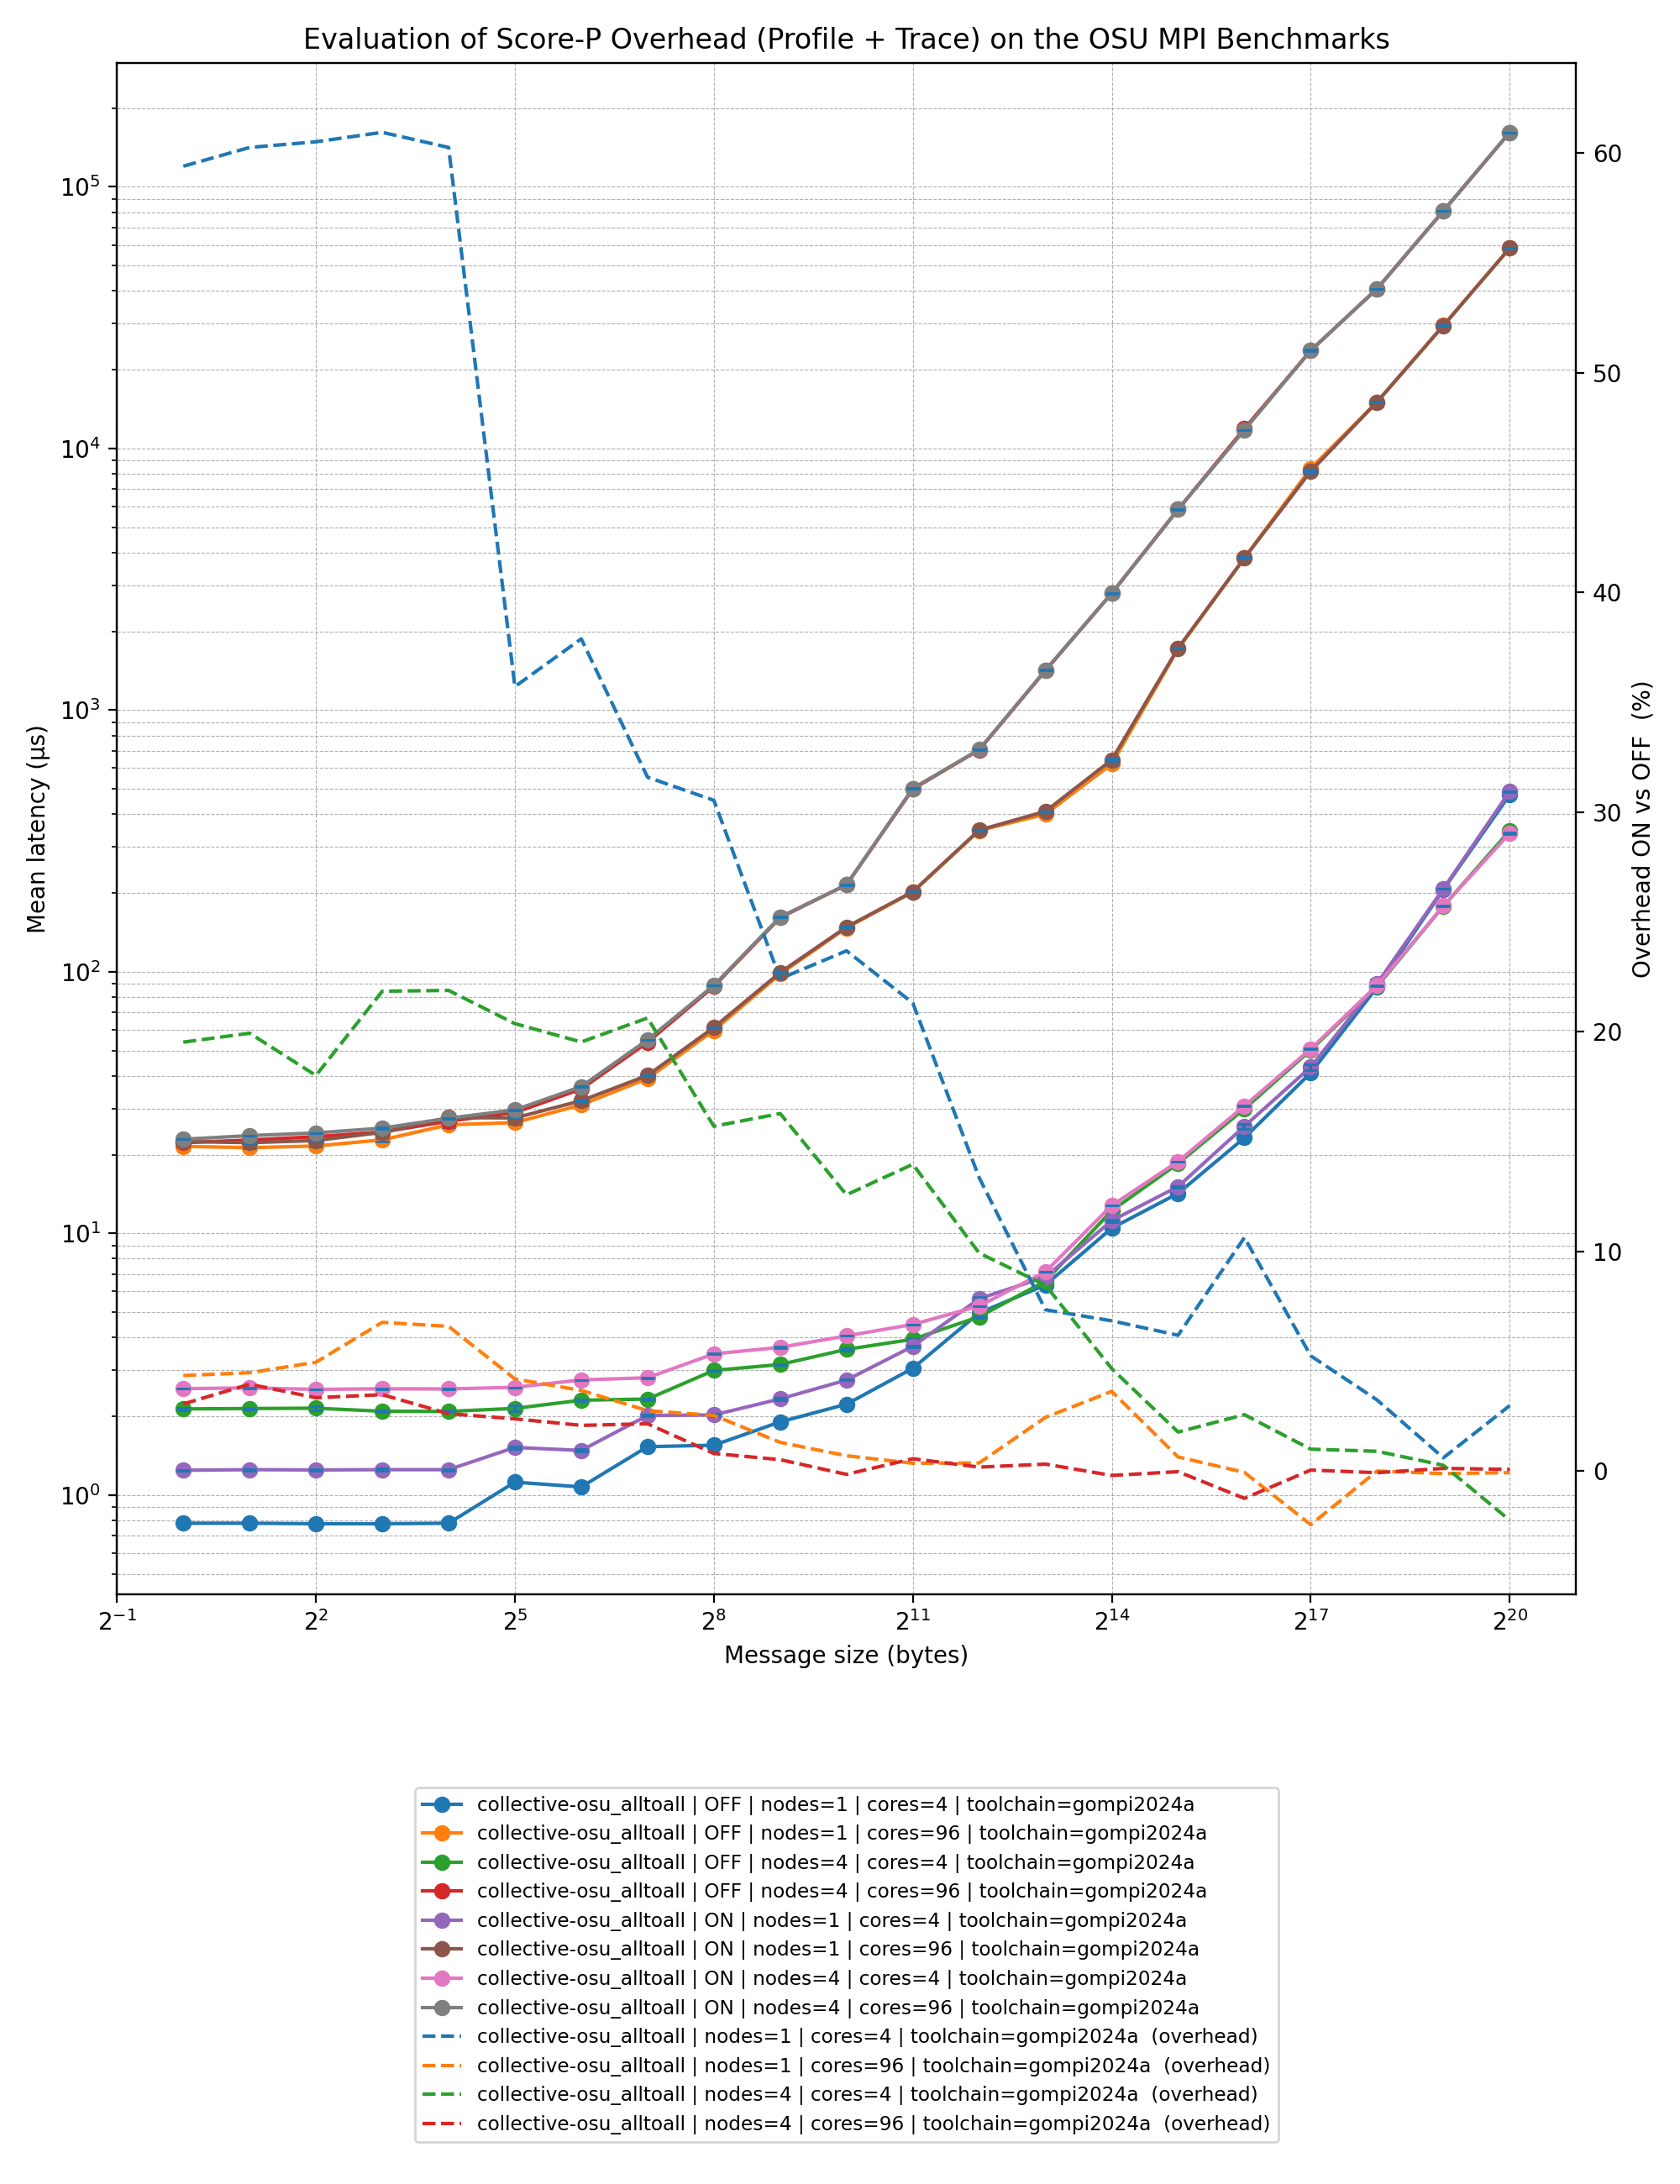 Evaluation of Score-P Overhead (Profile + Trace) on the OSU MPI Benchmarks
Mean latency (µs)
10⁵
10⁴
10³
10²
10¹
10⁰
60
50
40
30
20
10
0
Overhead ON vs OFF (%)
2⁻¹ 2² 2⁵ 2⁸ 2¹¹ 2¹⁴ 2¹⁷ 2²⁰
Message size (bytes)
collective-osu_alltoall | OFF | nodes=1 | cores=4 | toolchain=gompi2024a
collective-osu_alltoall | OFF | nodes=1 | cores=96 | toolchain=gompi2024a
collective-osu_alltoall | OFF | nodes=4 | cores=4 | toolchain=gompi2024a
collective-osu_alltoall | OFF | nodes=4 | cores=96 | toolchain=gompi2024a
collective-osu_alltoall | ON | nodes=1 | cores=4 | toolchain=gompi2024a
collective-osu_alltoall | ON | nodes=1 | cores=96 | toolchain=gompi2024a
collective-osu_alltoall | ON | nodes=4 | cores=4 | toolchain=gompi2024a
collective-osu_alltoall | ON | nodes=4 | cores=96 | toolchain=gompi2024a
collective-osu_alltoall | nodes=1 | cores=4 | toolchain=gompi2024a (overhead)
collective-osu_alltoall | nodes=1 | cores=96 | toolchain=gompi2024a (overhead)
collective-osu_alltoall | nodes=4 | cores=4 | toolchain=gompi2024a (overhead)
collective-osu_alltoall | nodes=4 | cores=96 | toolchain=gompi2024a (overhead)